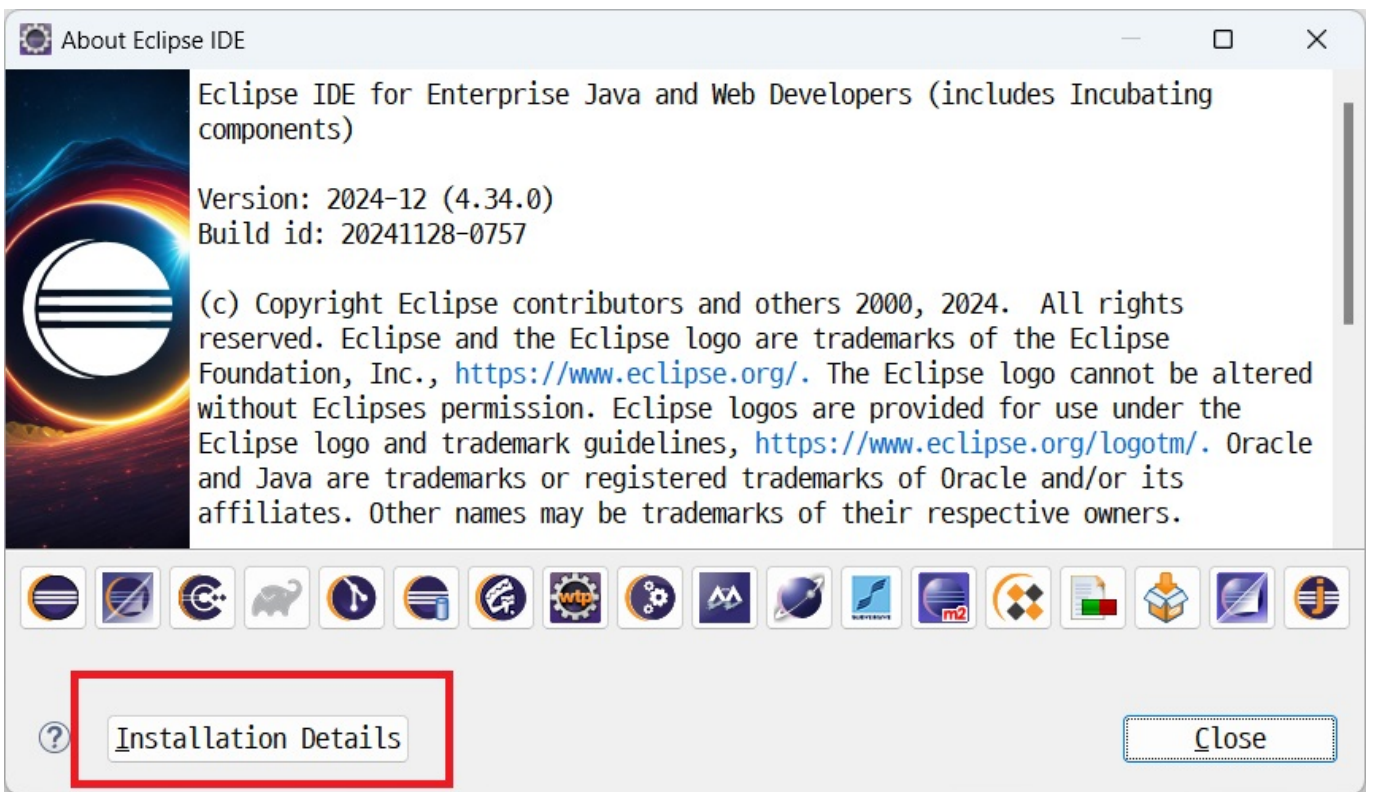 About Eclipse IDE
Eclipse IDE for Enterprise Java and Web Developers (includes Incubating
components)
Version: 2024-12 (4.34.0)
Build id: 20241128-0757
(c) Copyright Eclipse contributors and others 2000, 2024.  All rights
reserved. Eclipse and the Eclipse logo are trademarks of the Eclipse
Foundation, Inc., https://www.eclipse.org/. The Eclipse logo cannot be altered
without Eclipses permission. Eclipse logos are provided for use under the
Eclipse logo and trademark guidelines, https://www.eclipse.org/logotm/. Oracle
and Java are trademarks or registered trademarks of Oracle and/or its
affiliates. Other names may be trademarks of their respective owners.
wtp
SUBVERSIVE
m2
j
?
Installation Details
Close